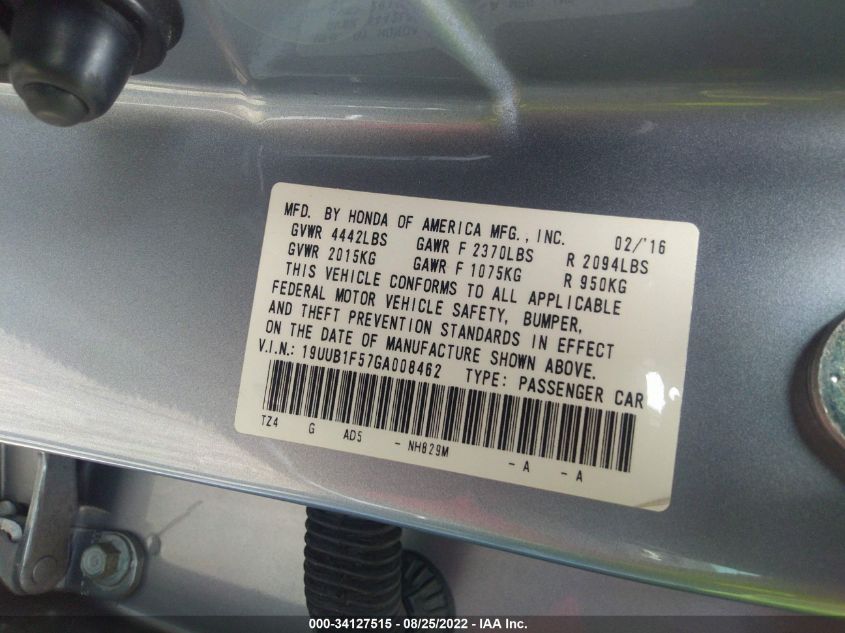 MFD. BY HONDA OF AMERICA MFG., INC. 02/'16
GVWR 4442LBS GAWR F 2370LBS R 2094LBS
GVWR 2015KG GAWR F 1075KG R 950KG
THIS VEHICLE CONFORMS TO ALL APPLICABLE
FEDERAL MOTOR VEHICLE SAFETY, BUMPER,
AND THEFT PREVENTION STANDARDS IN EFFECT
ON THE DATE OF MANUFACTURE SHOWN ABOVE.
V.I.N.: 19UUB1F57GA008462 TYPE: PASSENGER CAR
TZ4 G AD5 - NH829M - A - A
000-34127515 - 08/25/2022 - IAA Inc.